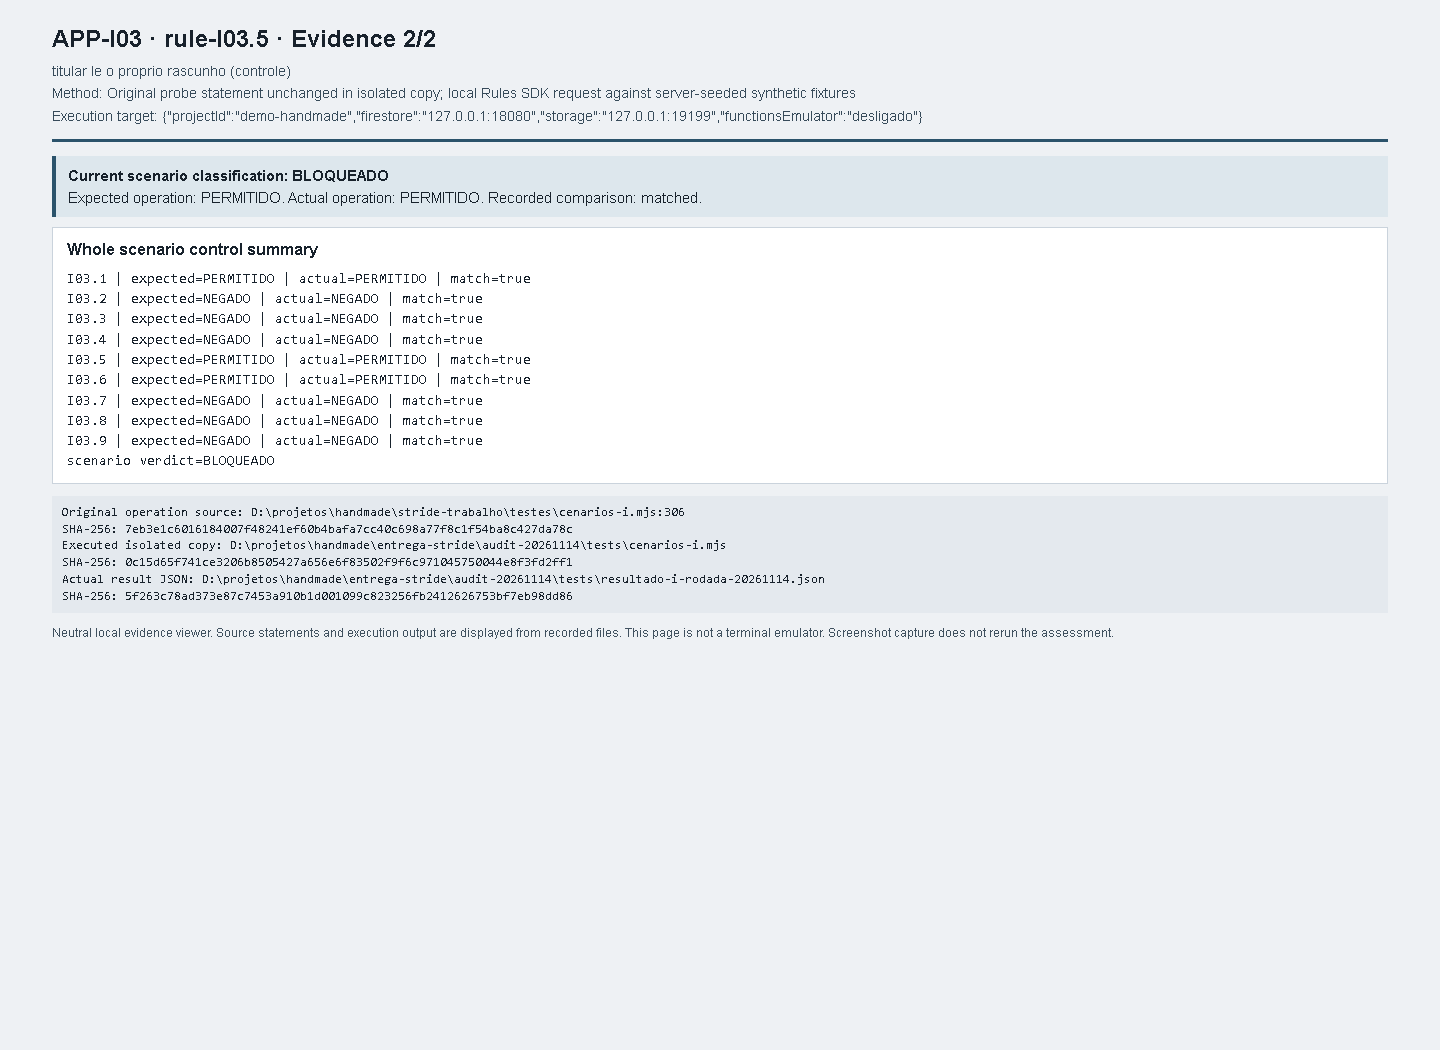 APP-I03 · rule-I03.5 · Evidence 2/2
titular le o proprio rascunho (controle)
Method: Original probe statement unchanged in isolated copy; local Rules SDK request against server-seeded synthetic fixtures
Execution target: {"projectId":"demo-handmade","firestore":"127.0.0.1:18080","storage":"127.0.0.1:19199","functionsEmulator":"desligado"}
Current scenario classification: BLOQUEADO
Expected operation: PERMITIDO. Actual operation: PERMITIDO. Recorded comparison: matched.
Whole scenario control summary
I03.1 | expected=PERMITIDO | actual=PERMITIDO | match=true
I03.2 | expected=NEGADO | actual=NEGADO | match=true
I03.3 | expected=NEGADO | actual=NEGADO | match=true
I03.4 | expected=NEGADO | actual=NEGADO | match=true
I03.5 | expected=PERMITIDO | actual=PERMITIDO | match=true
I03.6 | expected=PERMITIDO | actual=PERMITIDO | match=true
I03.7 | expected=NEGADO | actual=NEGADO | match=true
I03.8 | expected=NEGADO | actual=NEGADO | match=true
I03.9 | expected=NEGADO | actual=NEGADO | match=true
scenario verdict=BLOQUEADO
Original operation source: D:\projetos\handmade\stride-trabalho\testes\cenarios-i.mjs:306
SHA-256: 7eb3e1c6016184007f48241ef60b4bafa7cc40c698a77f8c1f54ba8c427da78c
Executed isolated copy: D:\projetos\handmade\entrega-stride\audit-20261114\tests\cenarios-i.mjs
SHA-256: 0c15d65f741ce3206b8505427a656e6f83502f9f6c971045750044e8f3fd2ff1
Actual result JSON: D:\projetos\handmade\entrega-stride\audit-20261114\tests\resultado-i-rodada-20261114.json
SHA-256: 5f263c78ad373e87c7453a910b1d001099c823256fb2412626753bf7eb98dd86
Neutral local evidence viewer. Source statements and execution output are displayed from recorded files. This page is not a terminal emulator. Screenshot capture does not rerun the assessment.